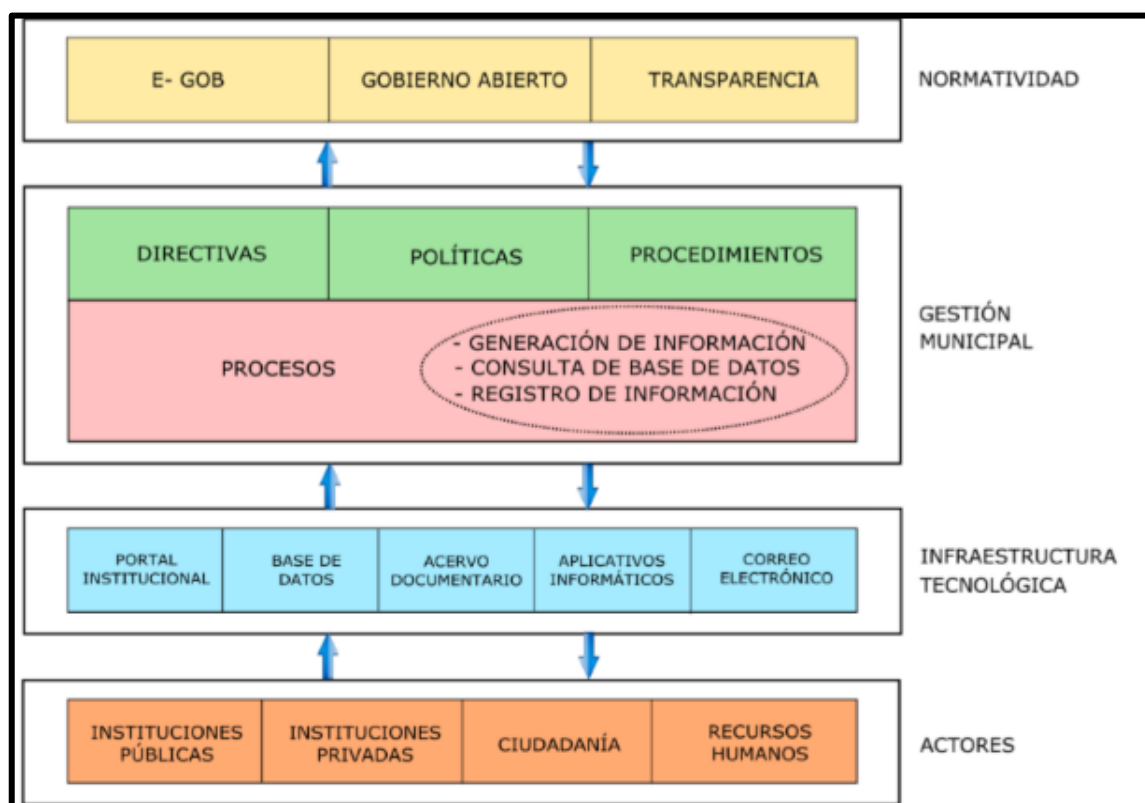 E- GOB
GOBIERNO ABIERTO
TRANSPARENCIA
NORMATIVIDAD
DIRECTIVAS
POLÍTICAS
PROCEDIMIENTOS
PROCESOS
- GENERACIÓN DE INFORMACIÓN
- CONSULTA DE BASE DE DATOS
- REGISTRO DE INFORMACIÓN
GESTIÓN
MUNICIPAL
PORTAL
INSTITUCIONAL
BASE DE
DATOS
ACERVO
DOCUMENTARIO
APLICATIVOS
INFORMÁTICOS
CORREO
ELECTRÓNICO
INFRAESTRUCTURA
TECNOLÓGICA
INSTITUCIONES
PÚBLICAS
INSTITUCIONES
PRIVADAS
CIUDADANÍA
RECURSOS
HUMANOS
ACTORES